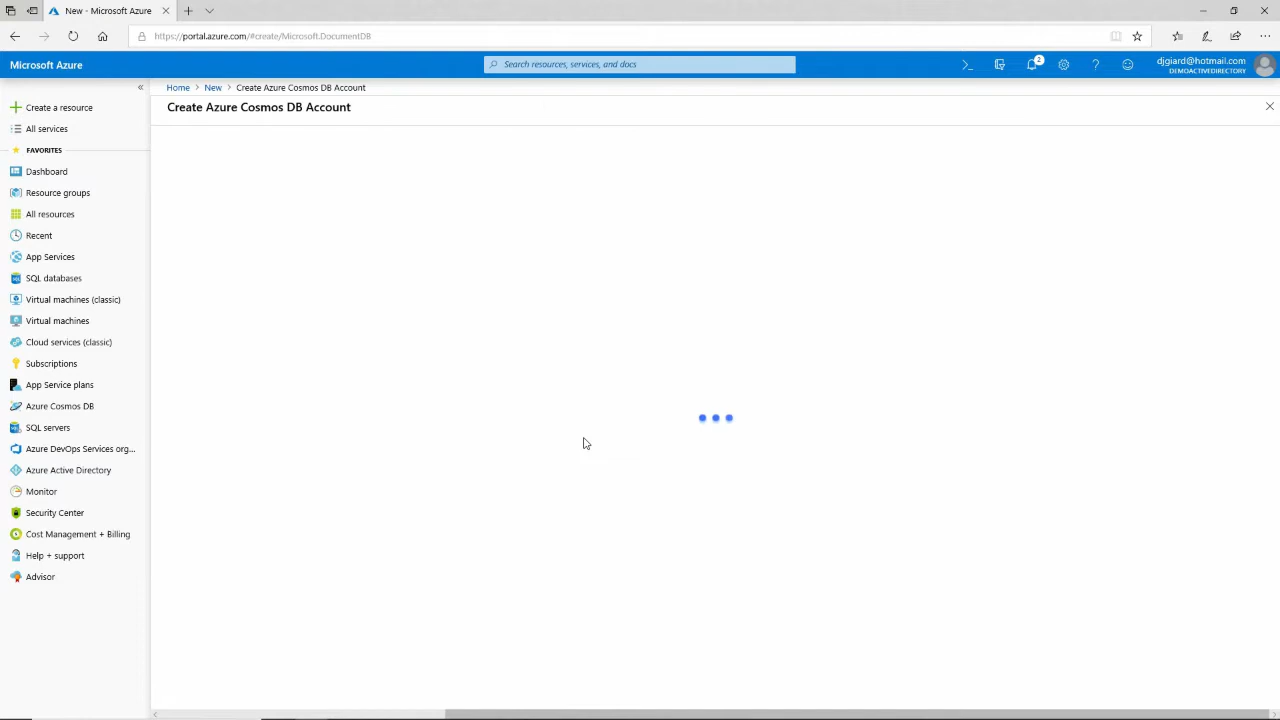 New - Microsoft Azure
https://portal.azure.com/#create/Microsoft.DocumentDB
Microsoft Azure
Search resources, services, and docs
2
djgiard@hotmail.com
DEMOACTIVEDIRECTORY
Home > New > Create Azure Cosmos DB Account
Create Azure Cosmos DB Account
Create a resource
All services
FAVORITES
Dashboard
Resource groups
All resources
Recent
App Services
SQL databases
Virtual machines (classic)
Virtual machines
Cloud services (classic)
Subscriptions
App Service plans
Azure Cosmos DB
SQL servers
Azure DevOps Services org...
Azure Active Directory
Monitor
Security Center
Cost Management + Billing
Help + support
Advisor